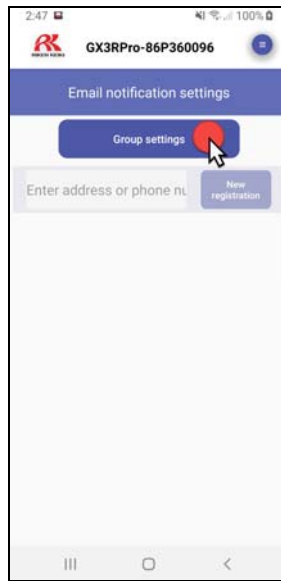 2:47 100%
GX3RPro-86P360096
Email notification settings
Group settings
Enter address or phone nu
New
registration